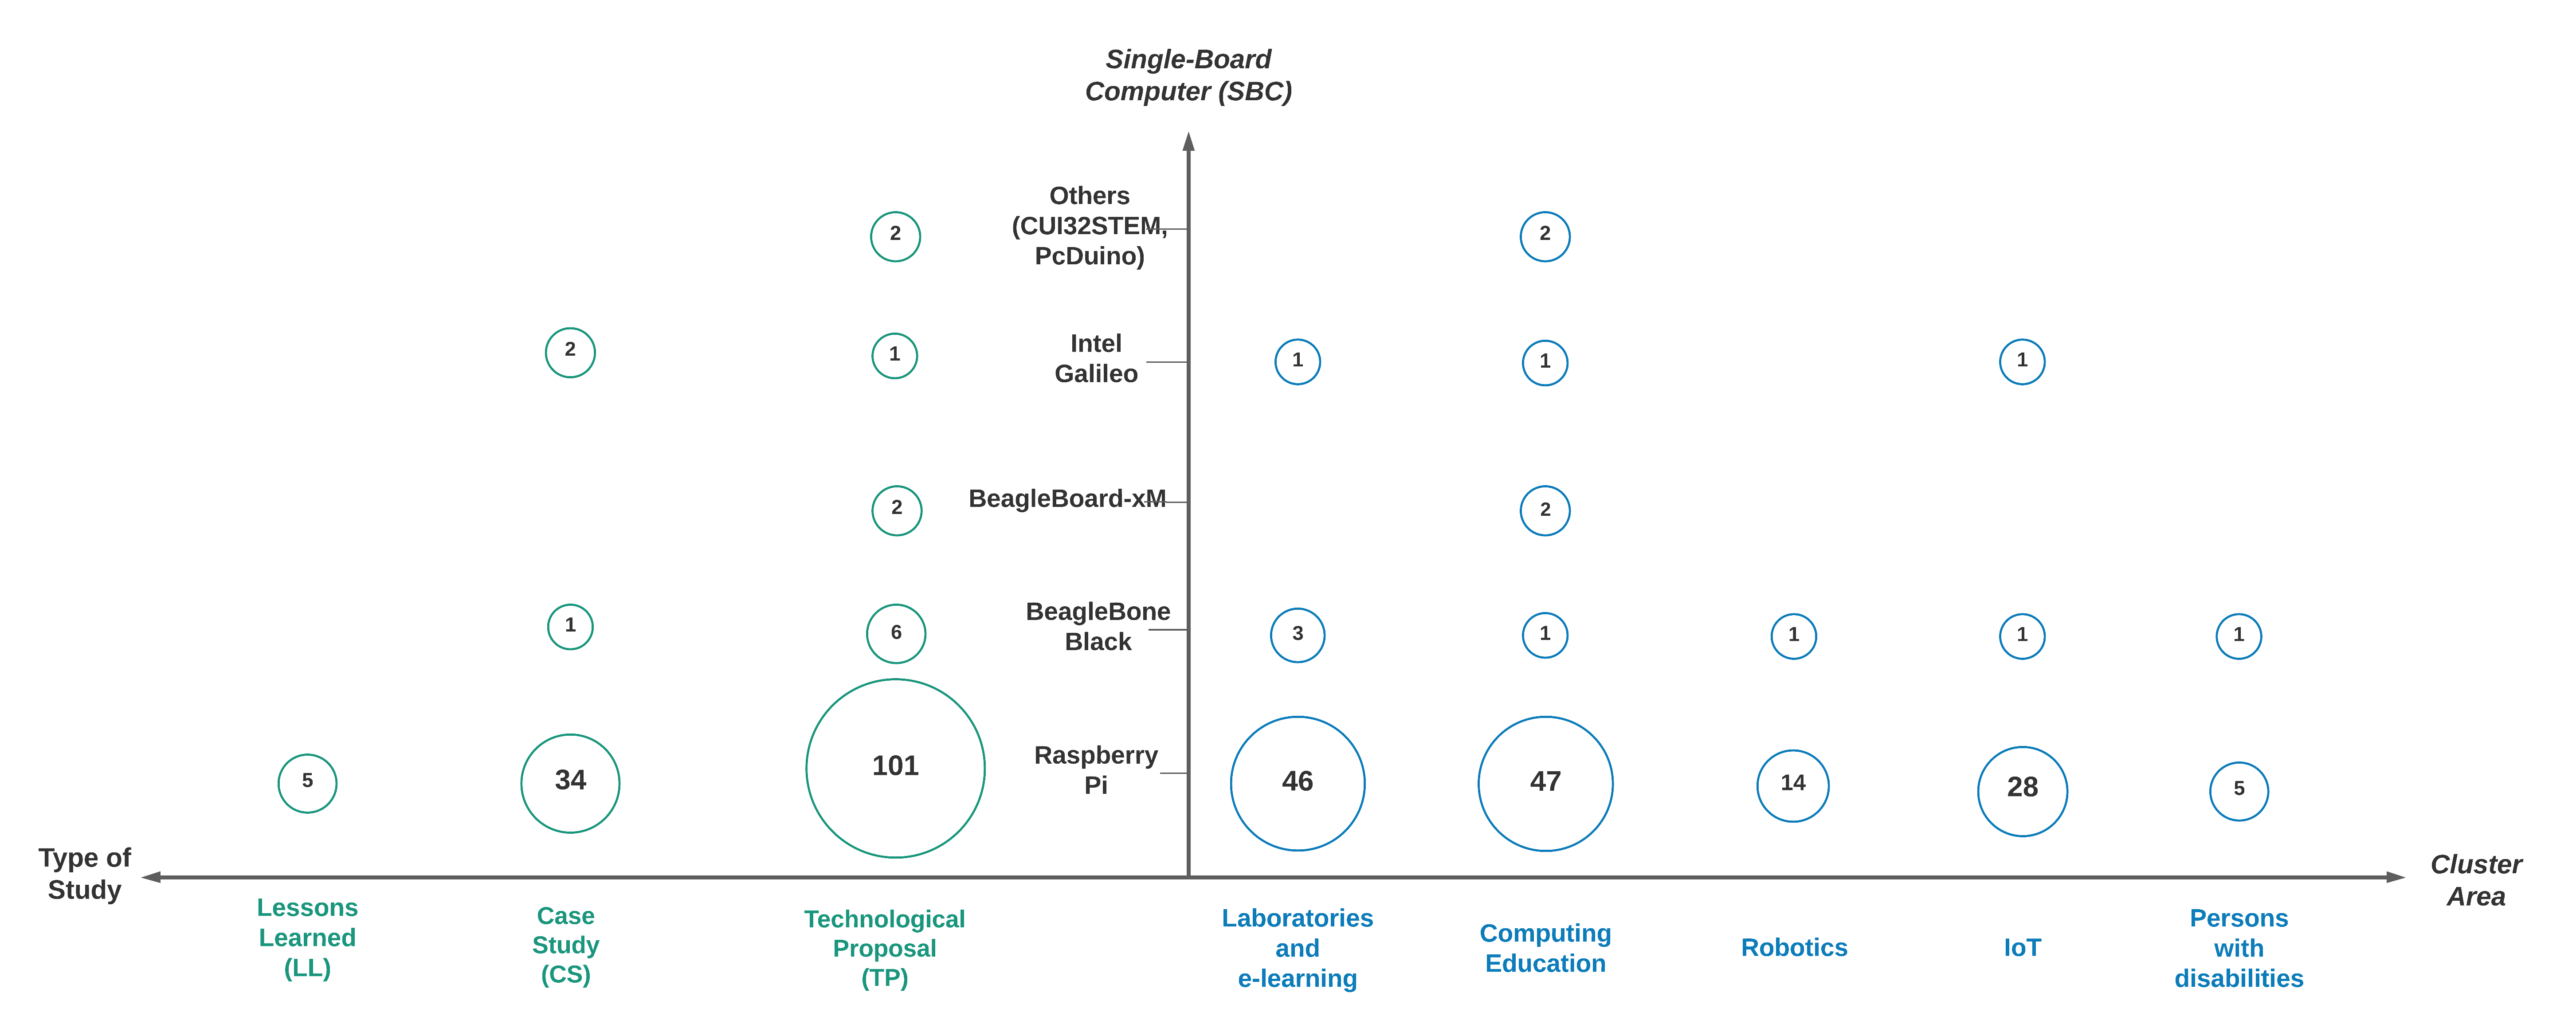 Single-Board
Computer (SBC)
Others
(CUI32STEM,
PcDuino)
2
2
Intel
Galileo
2
1
1
1
1
BeagleBoard-xM
2
2
BeagleBone
Black
1
6
3
1
1
1
1
Raspberry
Pi
5
34
101
46
47
14
28
5
Type of
Study
Cluster
Area
Lessons
Learned
(LL)
Case
Study
(CS)
Technological
Proposal
(TP)
Laboratories
and
e-learning
Computing
Education
Robotics
IoT
Persons
with
disabilities